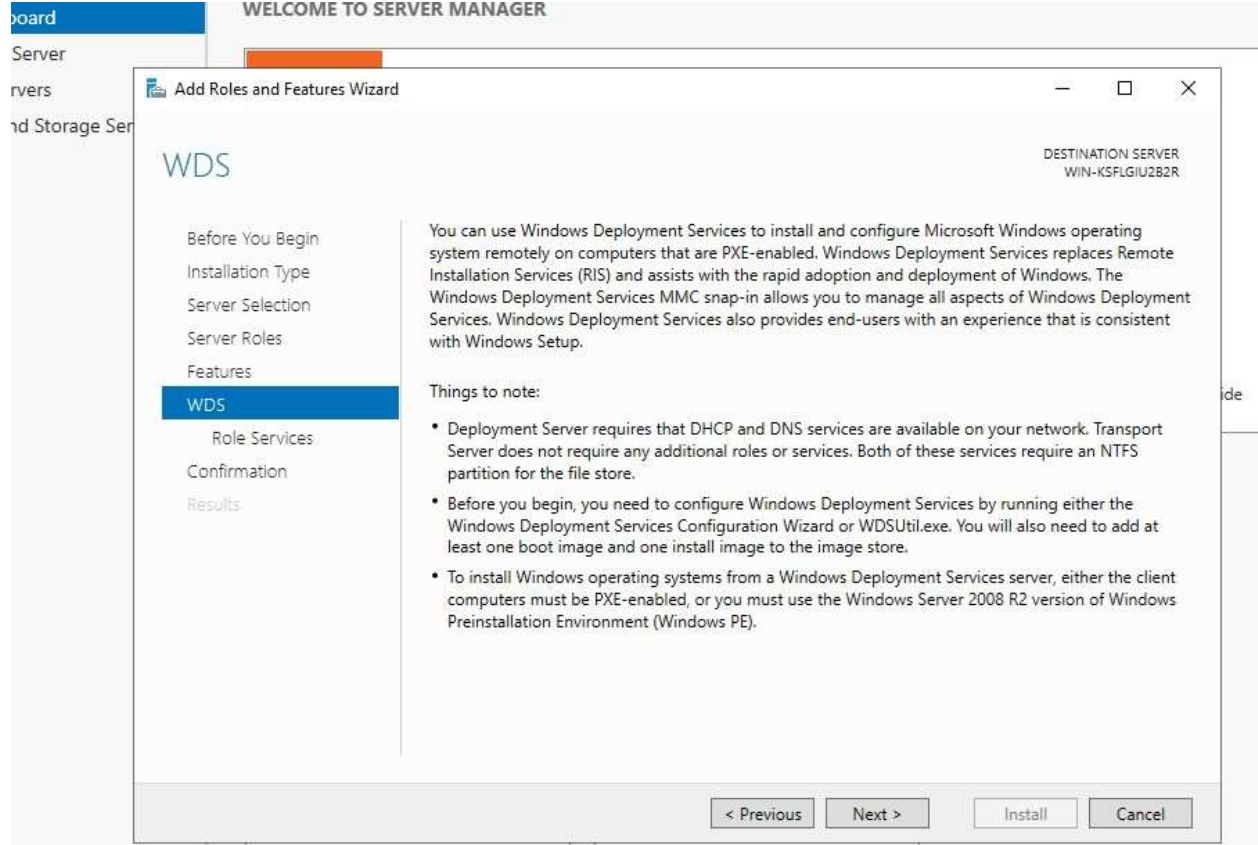 board
WELCOME TO SERVER MANAGER
Server
rvers
nd Storage Ser
Add Roles and Features Wizard
WDS
DESTINATION SERVER
WIN-KSFLGIU2B2R
Before You Begin
Installation Type
Server Selection
Server Roles
Features
WDS
Role Services
Confirmation
Results
You can use Windows Deployment Services to install and configure Microsoft Windows operating
system remotely on computers that are PXE-enabled. Windows Deployment Services replaces Remote
Installation Services (RIS) and assists with the rapid adoption and deployment of Windows. The
Windows Deployment Services MMC snap-in allows you to manage all aspects of Windows Deployment
Services. Windows Deployment Services also provides end-users with an experience that is consistent
with Windows Setup.
Things to note:
• Deployment Server requires that DHCP and DNS services are available on your network. Transport
Server does not require any additional roles or services. Both of these services require an NTFS
partition for the file store.
• Before you begin, you need to configure Windows Deployment Services by running either the
Windows Deployment Services Configuration Wizard or WDSUtil.exe. You will also need to add at
least one boot image and one install image to the image store.
• To install Windows operating systems from a Windows Deployment Services server, either the client
computers must be PXE-enabled, or you must use the Windows Server 2008 R2 version of Windows
Preinstallation Environment (Windows PE).
ide
< Previous
Next >
Install
Cancel